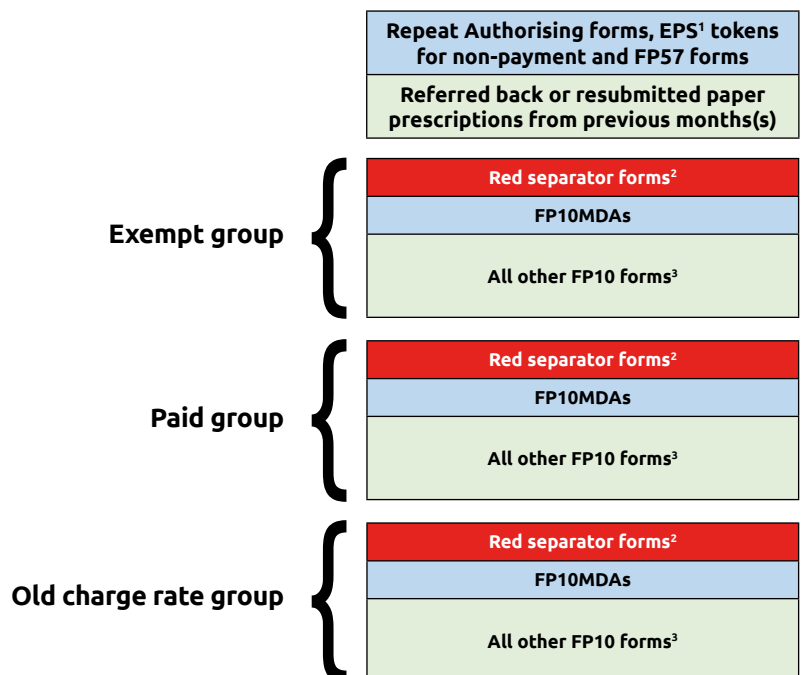 Repeat Authorising forms, EPS¹ tokens
for non-payment and FP57 forms
Referred back or resubmitted paper
prescriptions from previous months(s)
Exempt group
Red separator forms²
FP10MDAs
All other FP10 forms³
Paid group
Red separator forms²
FP10MDAs
All other FP10 forms³
Old charge rate group
Red separator forms²
FP10MDAs
All other FP10 forms³